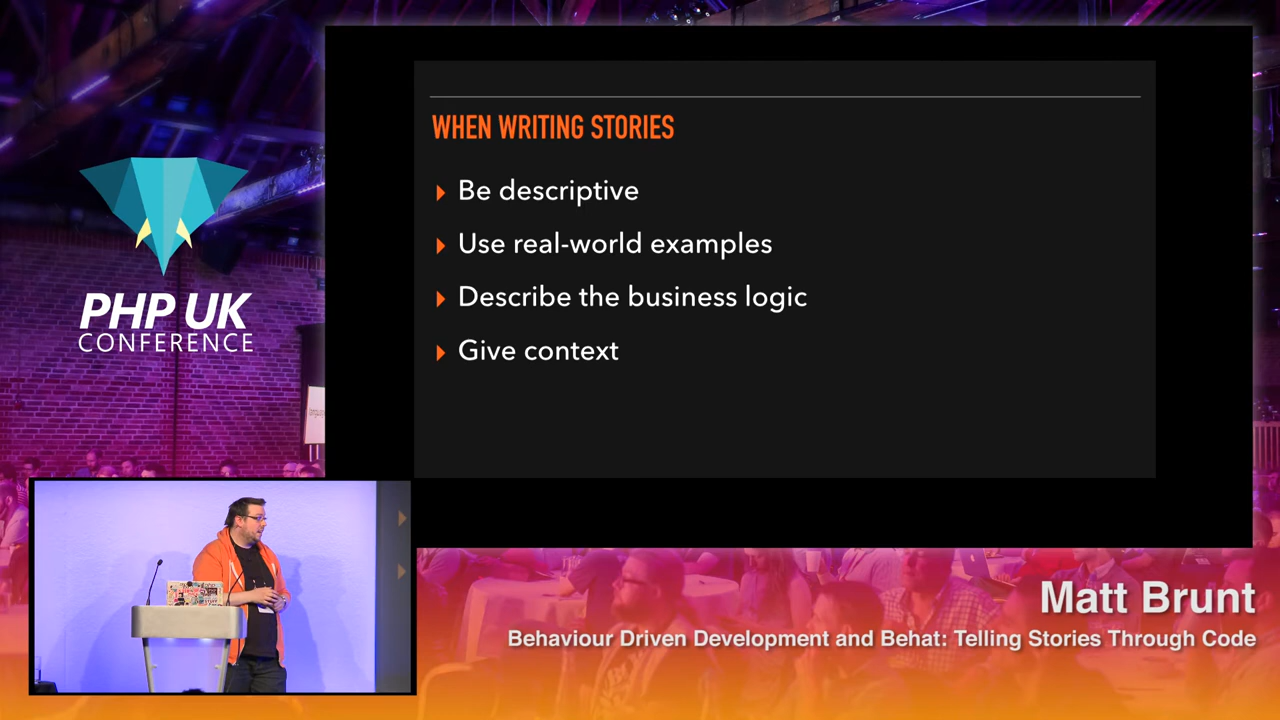 WHEN WRITING STORIES
Be descriptive
Use real-world examples
Describe the business logic
Give context
PHP UK
CONFERENCE
Matt Brunt
Behaviour Driven Development and Behat: Telling Stories Through Code